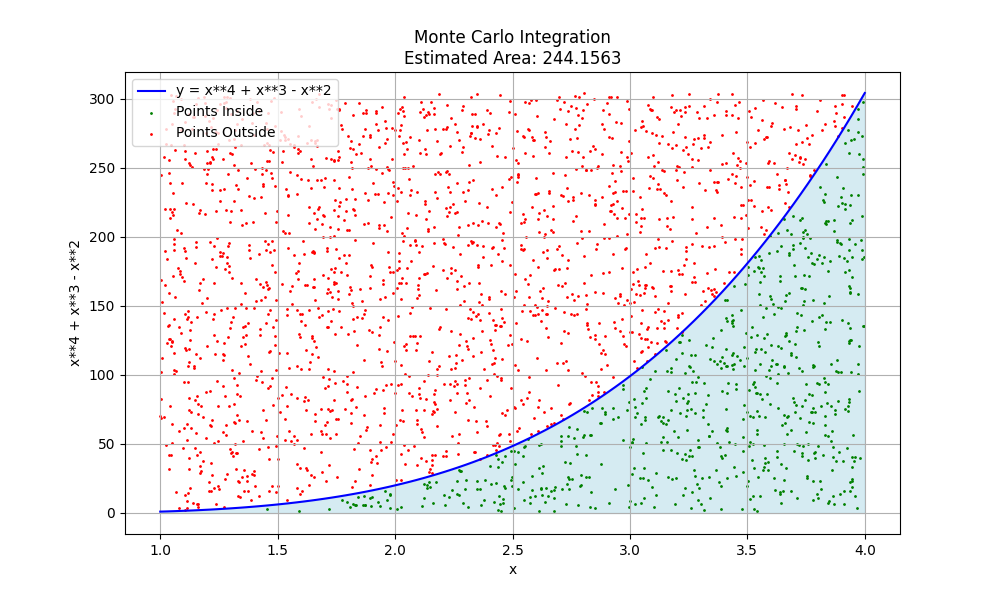 Monte Carlo Integration
Estimated Area: 244.1563
y = x**4 + x**3 - x**2
Points Inside
Points Outside
x**4 + x**3 - x**2
300
250
200
150
100
50
0
1.0 1.5 2.0 2.5 3.0 3.5 4.0
x